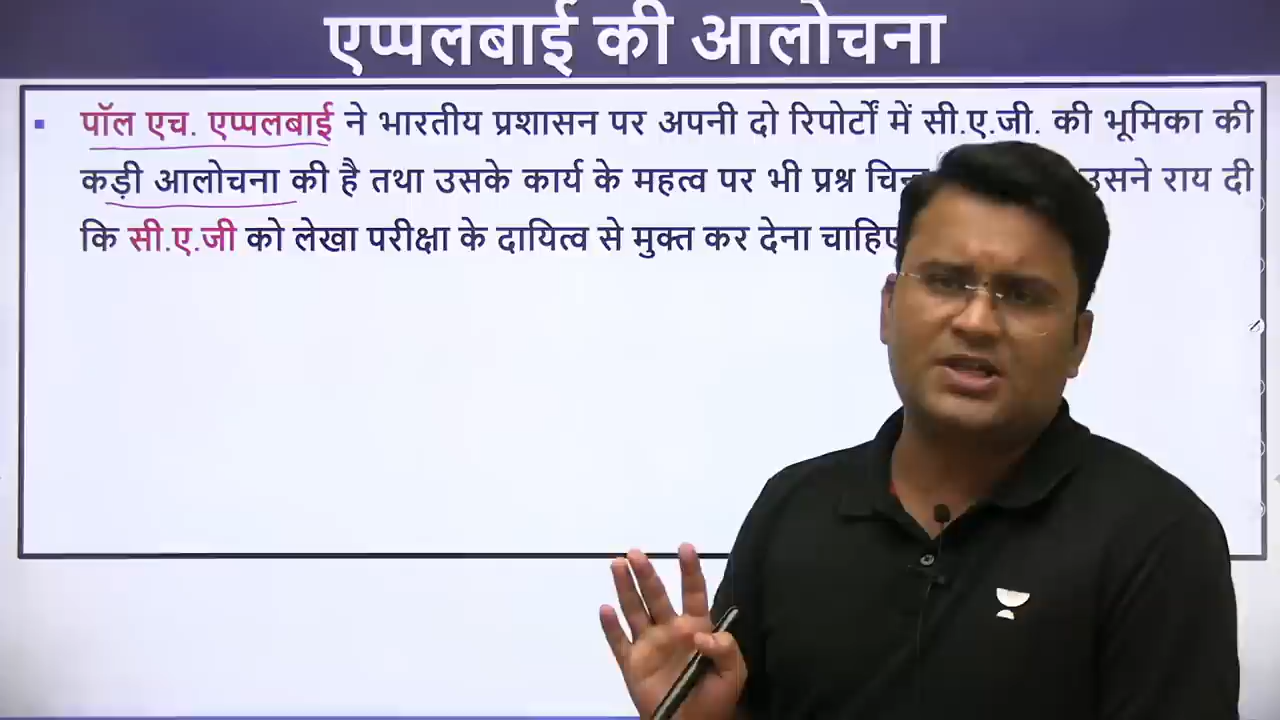 एप्पलबाई की आलोचना
पॉल एच. एप्पलबाई ने भारतीय प्रशासन पर अपनी दो रिपोर्टों में सी.ए.जी. की भूमिका की
कड़ी आलोचना की है तथा उसके कार्य के महत्व पर भी प्रश्न उसने राय दी
कि सी.ए.जी को लेखा परीक्षा के दायित्व से मुक्त कर देना चाहिए